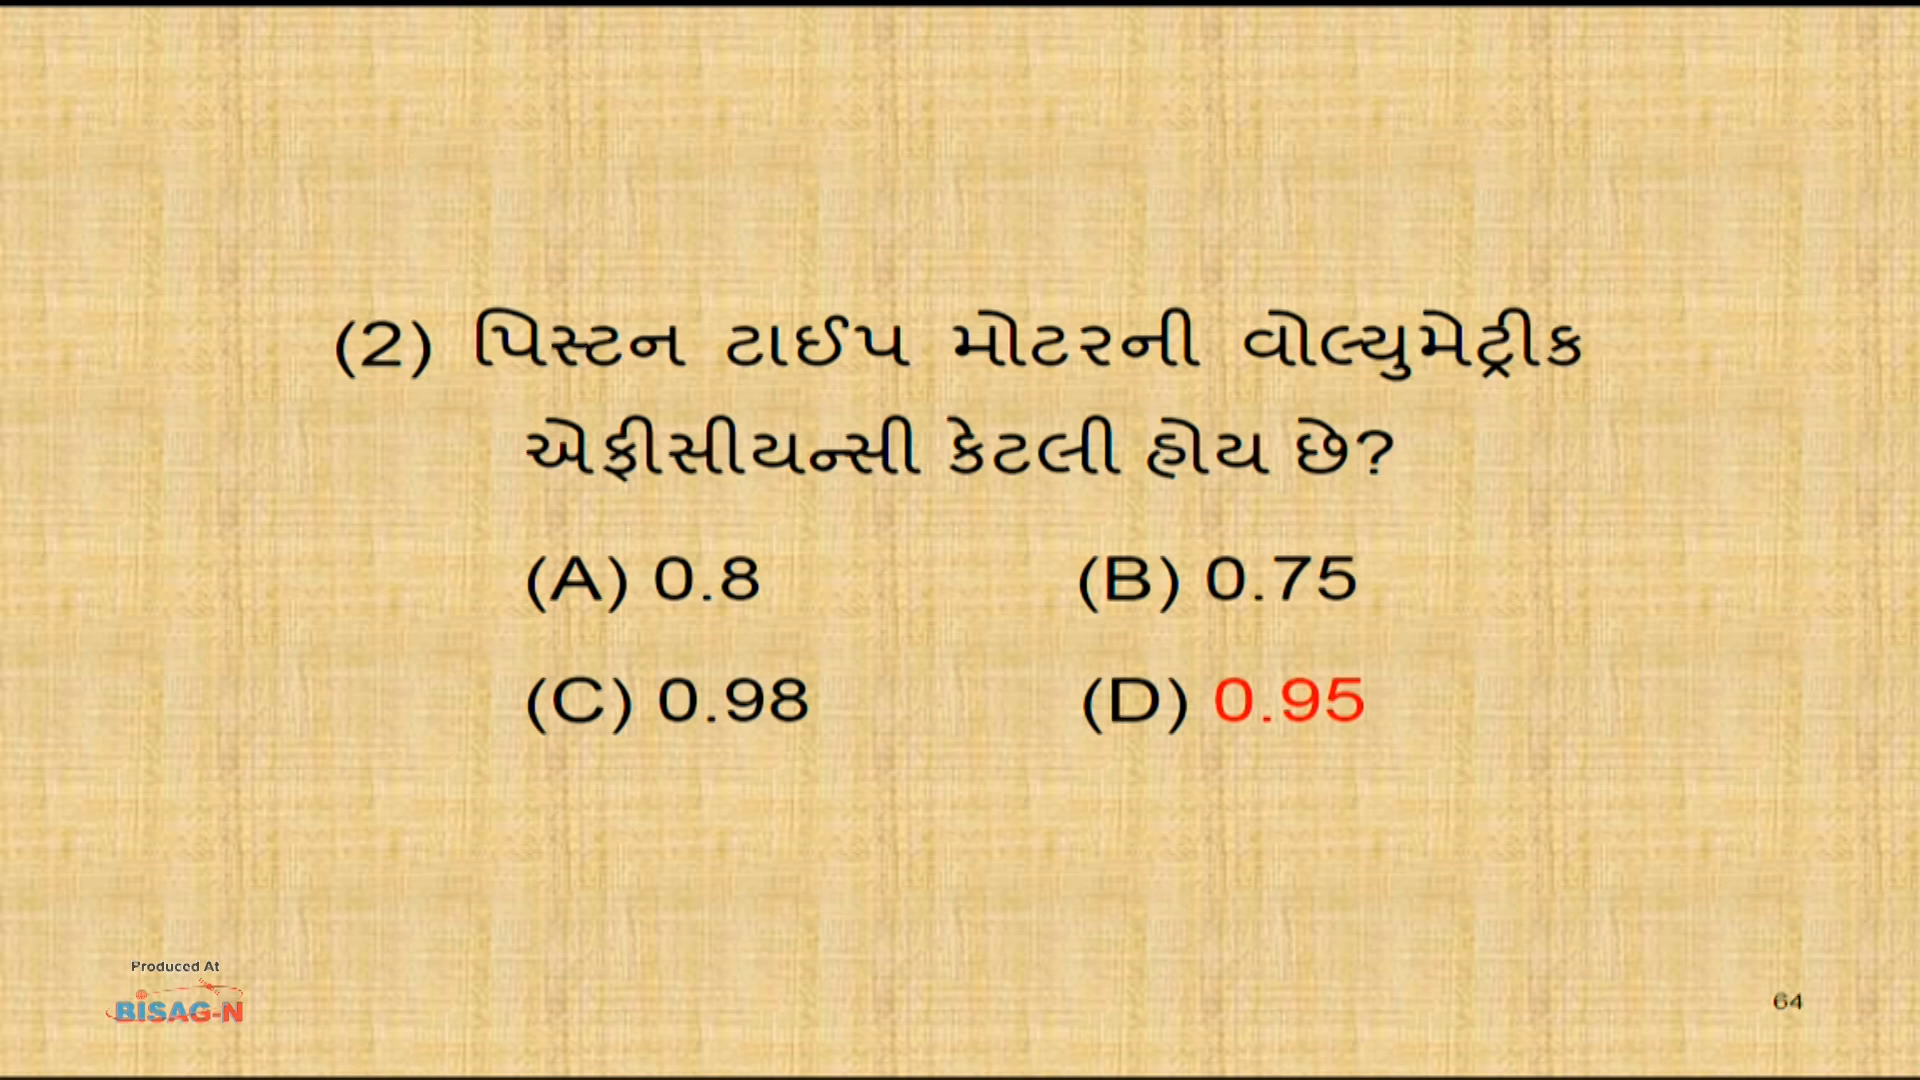 (2) પિસ્ટન ટાઈપ મોટરની વોલ્યુમેટ્રીક
એફીસીયન્સી કેટલી હોય છે?
(A) 0.8 (B) 0.75
(C) 0.98 (D) 0.95
Produced At
BISAG-N
64